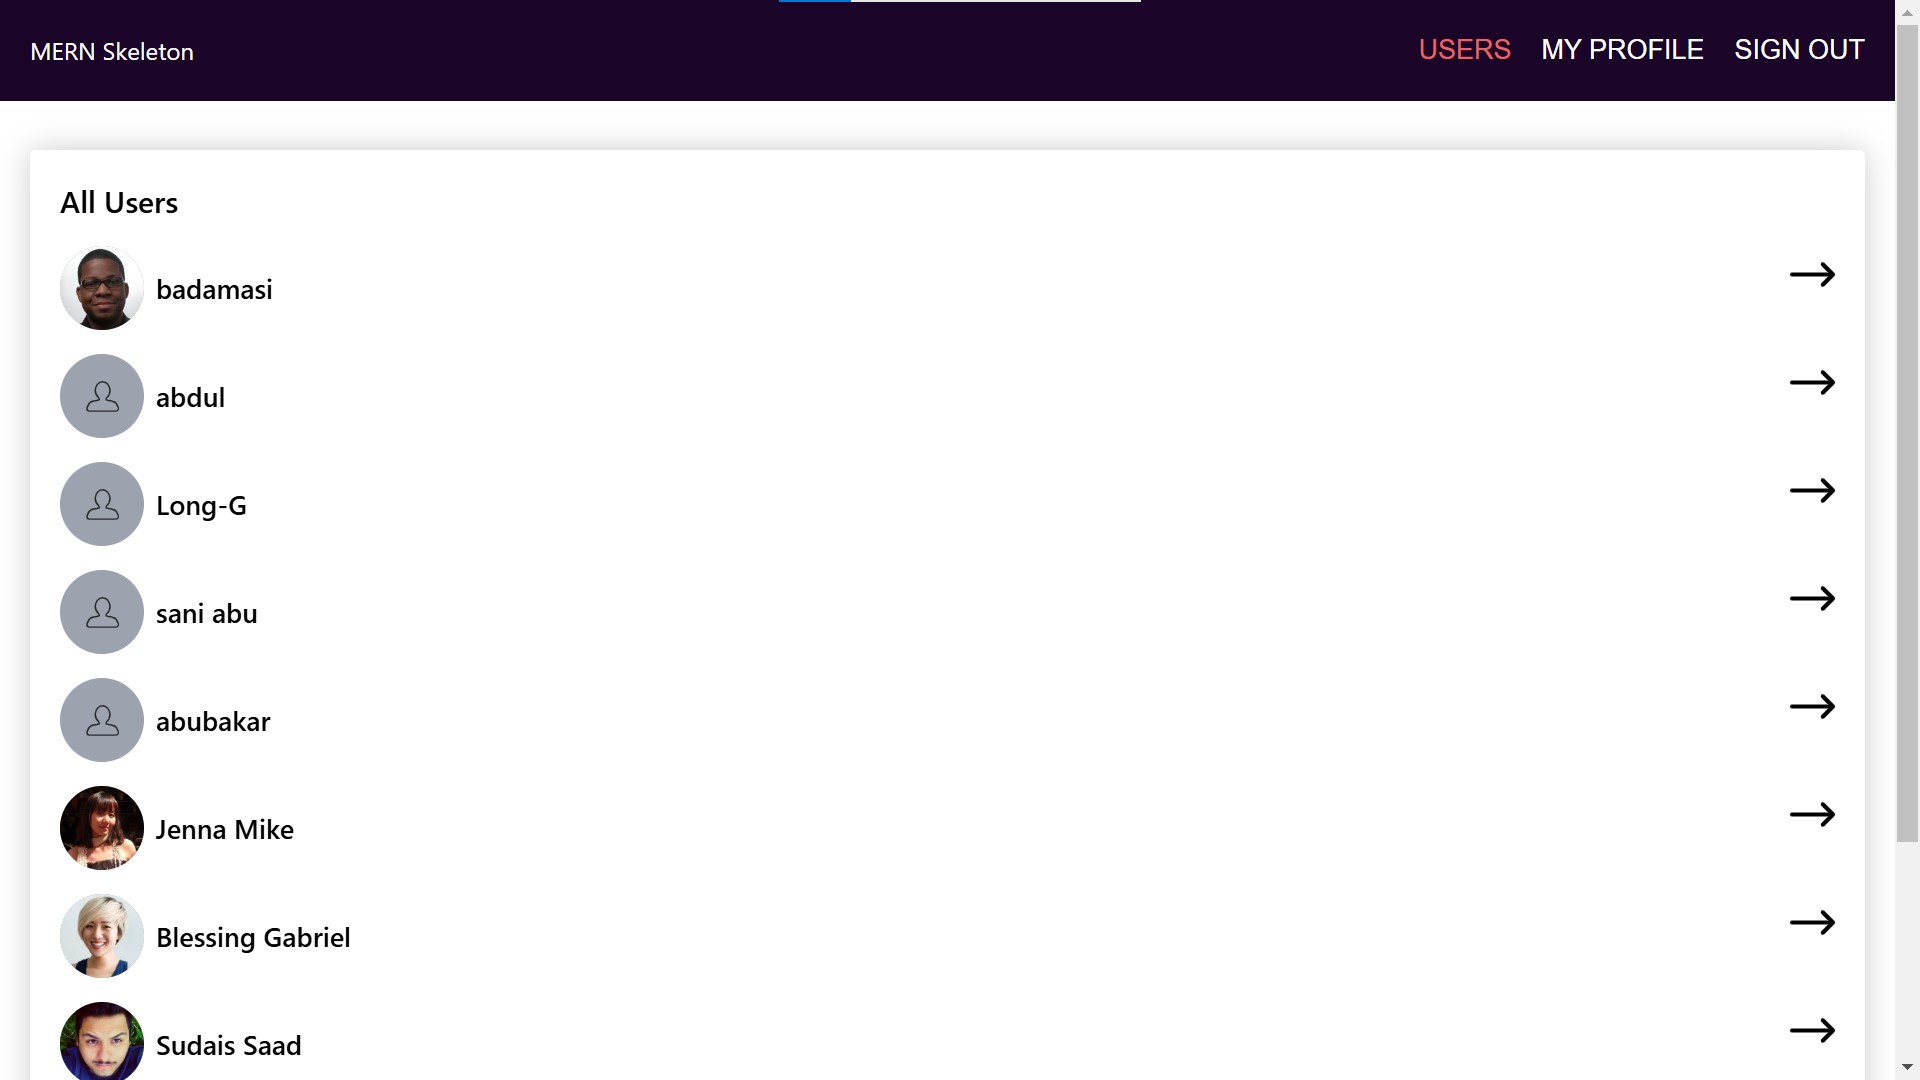 MERN Skeleton
USERS MY PROFILE SIGN OUT
All Users
badamasi
abdul
Long-G
sani abu
abubakar
Jenna Mike
Blessing Gabriel
Sudais Saad